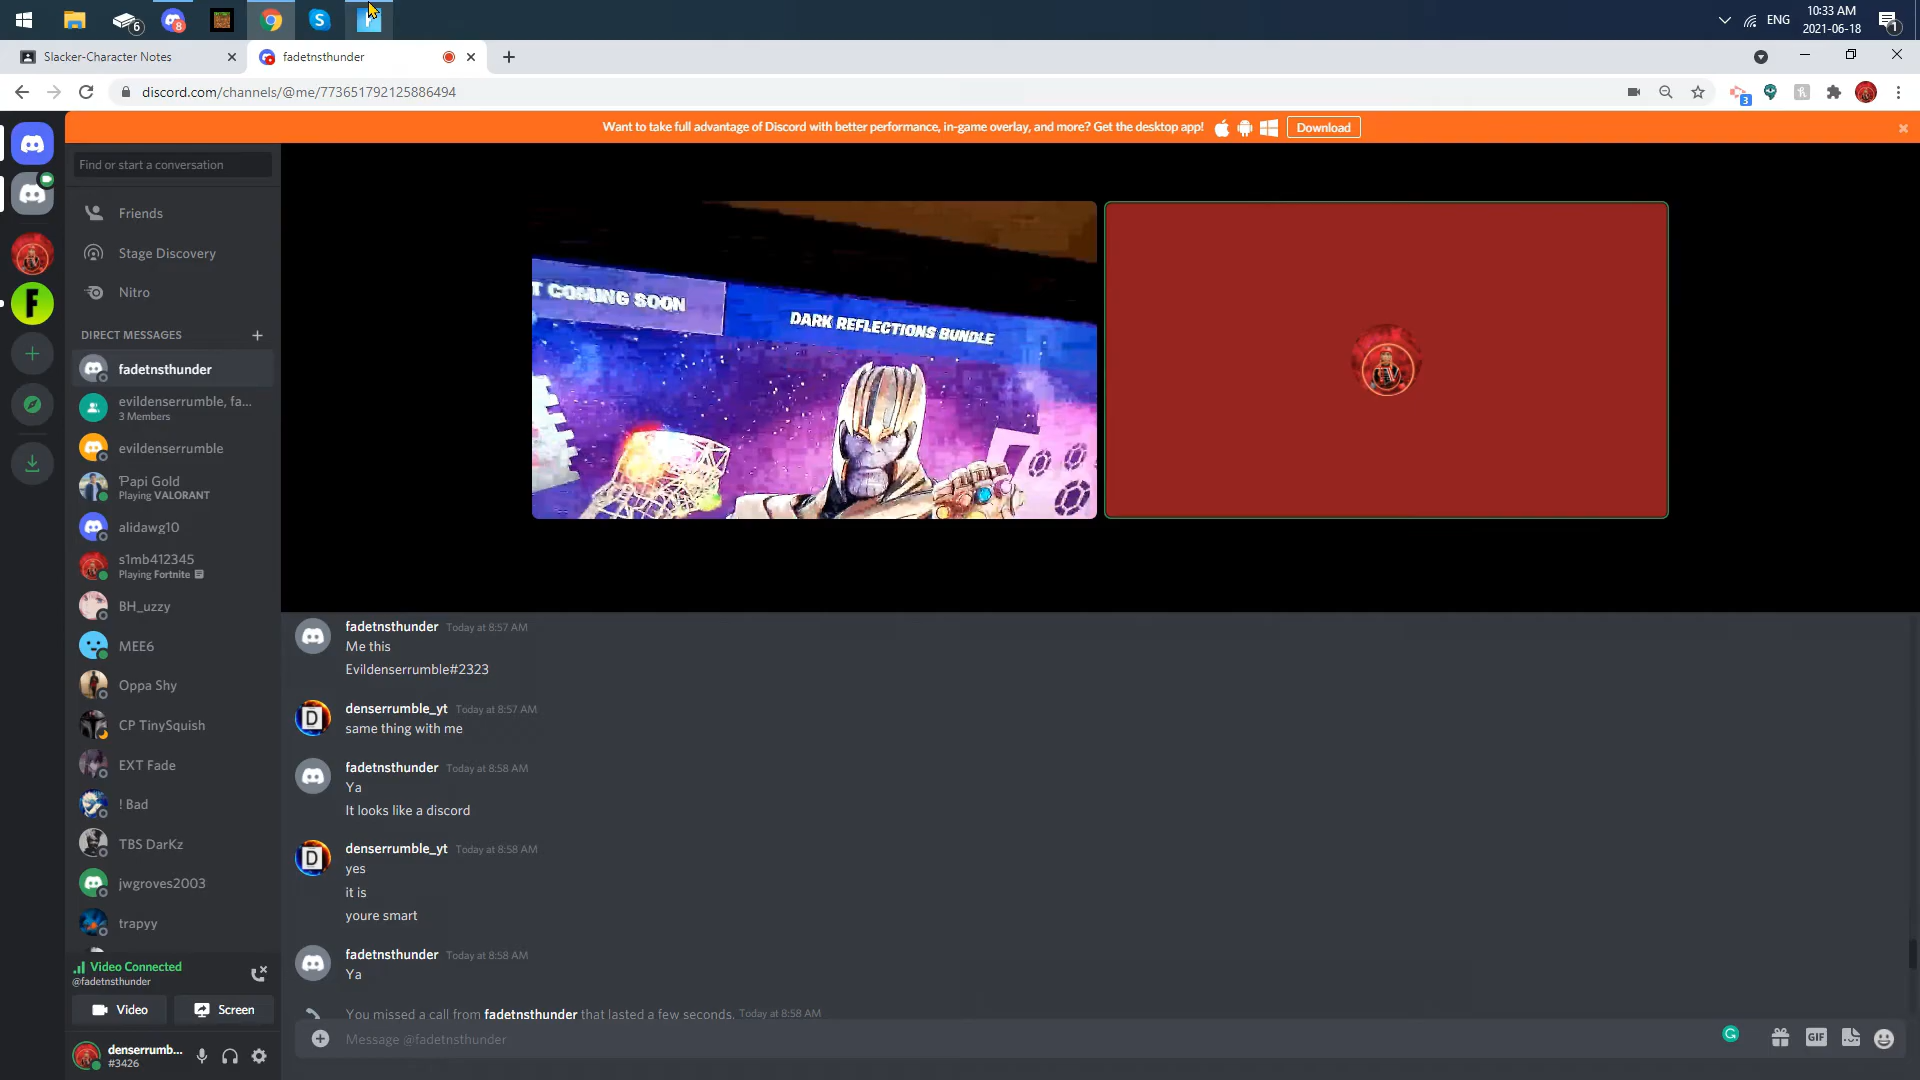 6
8
ENG
10:33 AM
2021-06-18
1
Slacker-Character Notes
fadetnsthunder
discord.com/channels/@me/773651792125886494
3
Want to take full advantage of Discord with better performance, in-game overlay, and more? Get the desktop app!
Download
Find or start a conversation
Friends
Stage Discovery
Nitro
DIRECT MESSAGES
fadetnsthunder
evildenserrumble, fa...
3 Members
evildenserrumble
Papi Gold
Playing VALORANT
alidawg10
s1mb412345
Playing Fortnite
BH_uzzy
MEE6
Oppa Shy
CP TinySquish
EXT Fade
! Bad
TBS DarKz
jwgroves2003
trapyy
Video Connected
@fadetnsthunder
Video
Screen
denserrumb...
#3426
T COMING SOON
DARK REFLECTIONS BUNDLE
fadetnsthunder Today at 8:57 AM
Me this
Evildenserrumble#2323
denserrumble_yt Today at 8:57 AM
same thing with me
fadetnsthunder Today at 8:58 AM
Ya
It looks like a discord
denserrumble_yt Today at 8:58 AM
yes
it is
youre smart
fadetnsthunder Today at 8:58 AM
Ya
You missed a call from fadetnsthunder that lasted a few seconds. Today at 8:58 AM
Message @fadetnsthunder
GIF